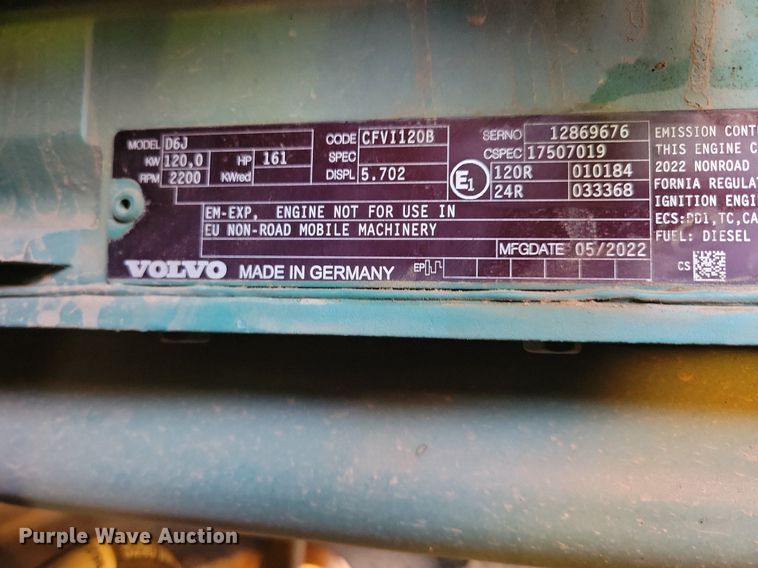 MODEL D6J
KW 120,0 HP 161
RPM 2200 KWred
CODE CFVI120B
SPEC
DISPL 5.702
SERNO 12869676
CSPEC 17507019
E1 120R 010184
24R 033368
EM-EXP, ENGINE NOT FOR USE IN
EU NON-ROAD MOBILE MACHINERY
MFGDATE 05/2022
VOLVO MADE IN GERMANY
EP
EMISSION CONT
THIS ENGINE C
2022 NONROAD
FORNIA REGULA
IGNITION ENGI
ECS:DDI,TC,CA
FUEL: DIESEL
CS
Purple Wave Auction